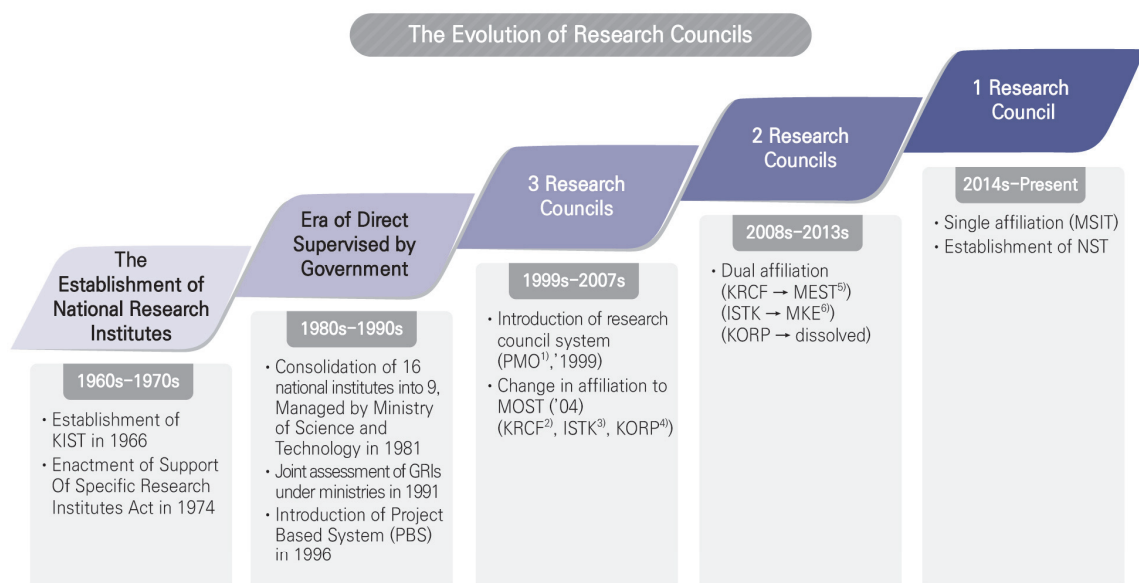 The Evolution of Research Councils
The
Establishment of
National Research
Institutes
1960s–1970s
• Establishment of
KIST in 1966
• Enactment of Support
Of Specific Research
Institutes Act in 1974
Era of Direct
Supervised by
Government
1980s–1990s
• Consolidation of 16
national institutes into 9,
Managed by Ministry
of Science and
Technology in 1981
• Joint assessment of GRIs
under ministries in 1991
• Introduction of Project
Based System (PBS)
in 1996
3 Research
Councils
1999s–2007s
• Introduction of research
council system
(PMO1),’1999)
• Change in affiliation to
MOST (’04)
(KRCF2), ISTK3), KORP4))
2 Research
Councils
2008s–2013s
• Dual affiliation
(KRCF → MEST5))
(ISTK → MKE6))
(KORP → dissolved)
1 Research
Council
2014s–Present
• Single affiliation (MSIT)
• Establishment of NST